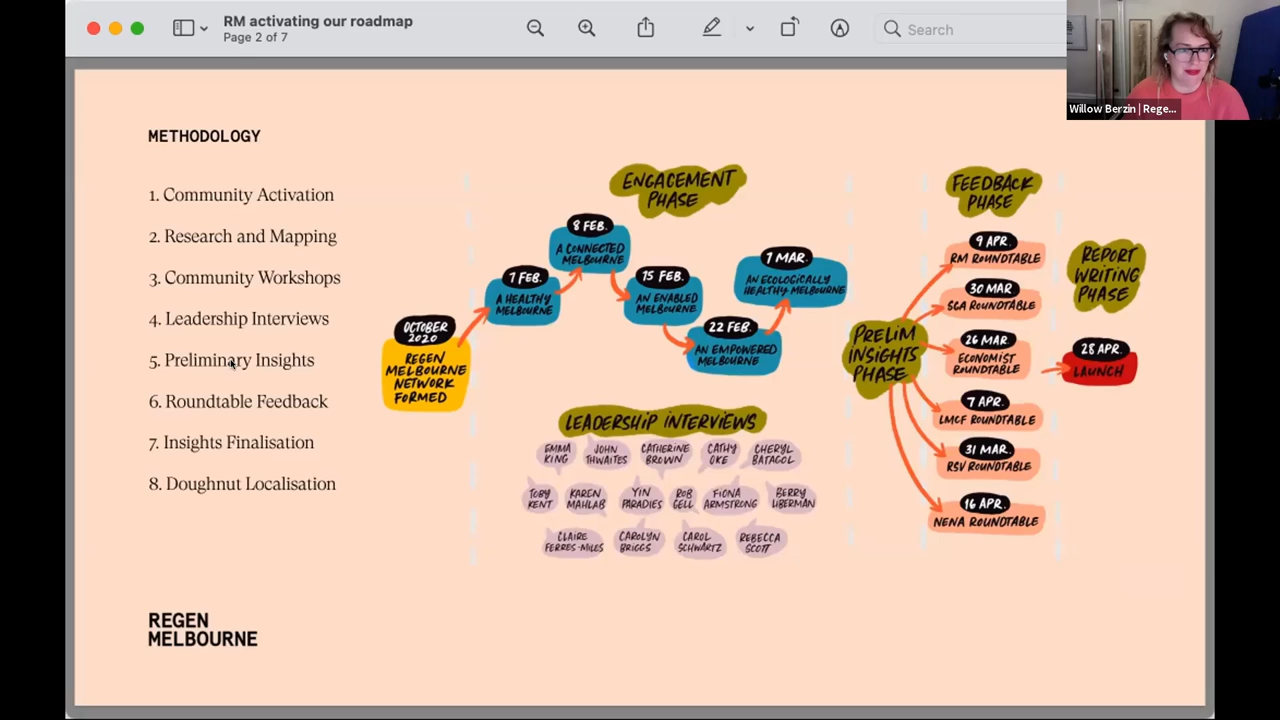 RM activating our roadmap
Page 2 of 7
Search
Willow Berzin | Rege...
METHODOLOGY
1. Community Activation
2. Research and Mapping
3. Community Workshops
4. Leadership Interviews
5. Preliminary Insights
6. Roundtable Feedback
7. Insights Finalisation
8. Doughnut Localisation
REGEN
MELBOURNE
OCTOBER
2020
REGEN
MELBOURNE
NETWORK
FORMED
ENGAGEMENT
PHASE
7 FEB.
A HEALTHY
MELBOURNE
8 FEB.
A CONNECTED
MELBOURNE
15 FEB.
AN ENABLED
MELBOURNE
22 FEB.
AN EMPOWERED
MELBOURNE
1 MAR.
AN ECOLOGICALLY
HEALTHY MELBOURNE
LEADERSHIP INTERVIEWS
EMMA
KING
JOHN
THWAITES
CATHERINE
BROWN
CATHY
OKE
CHERYL
BATAGOL
TOBY
KENT
KAREN
MAHLAB
YIN
PARADIES
ROB
GELL
FIONA
ARMSTRONG
BERRY
LIBERMAN
CLAIRE
FERRES-MILES
CAROLYN
BRIGGS
CAROL
SCHWARTZ
REBECCA
SCOTT
PRELIM
INSIGHTS
PHASE
FEEDBACK
PHASE
9 APR.
RM ROUNDTABLE
30 MAR
SCA ROUNDTABLE
26 MAR.
ECONOMIST
ROUNDTABLE
7 APR.
LMCF ROUNDTABLE
31 MAR.
RSV ROUNDTABLE
16 APR.
NENA ROUNDTABLE
REPORT
WRITING
PHASE
28 APR.
LAUNCH